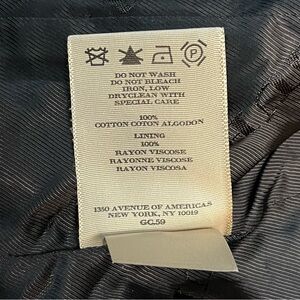 P
DO NOT WASH
DO NOT BLEACH
IRON, LOW
DRYCLEAN WITH
SPECIAL CARE
100%
COTTON COTON ALGODON
LINING
100%
RAYON VISCOSE
RAYONNE VISCOSE
RAYON VISCOSA
1350 AVENUE OF AMERICAS
NEW YORK, NY 10019
GC.59